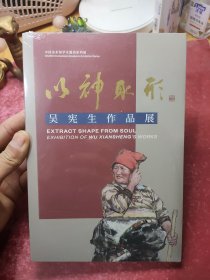 以神取形
吴宪生作品展
EXTRACT SHAPE FROM SOUL
EXHIBITION OF WU XIANSHENG'S WORKS